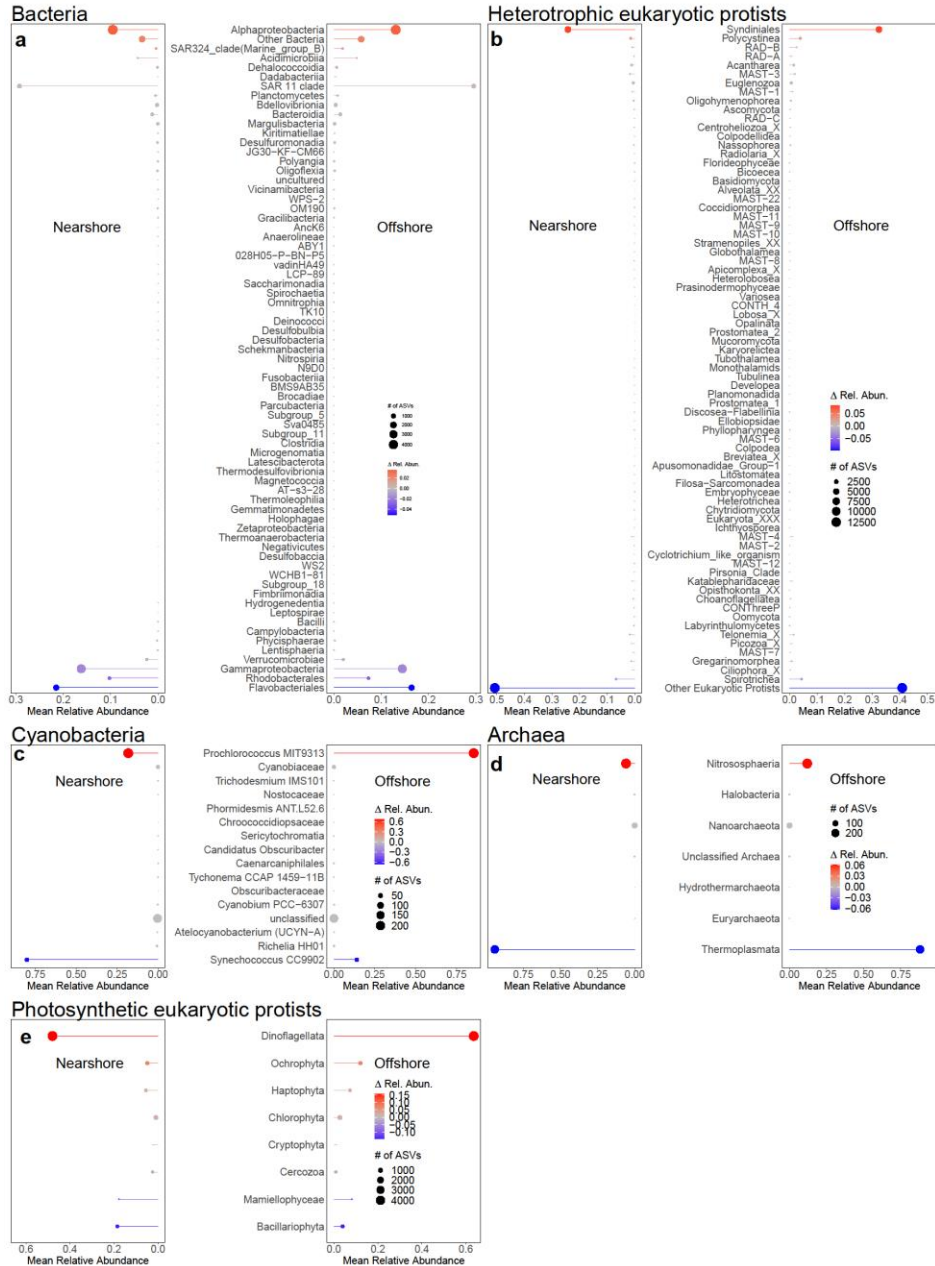 Bacteria
a
Nearshore
Offshore
Alphaproteobacteria
Other Bacteria
SAR324_clade(Marine_group_B)
Acidimicrobiia
Dehalococcoidia
Dadabacteriia
SAR 11 clade
Planctomycetes
Bdellovibrionia
Bacteroidia
Margulisbacteria
Kiritimatiellae
Desulfuromonadia
JG30-KF-CM66
Polyangia
Oligoflexia
uncultured
Vicinamibacteria
WPS-2
OM190
Gracilibacteria
AncK6
Anaerolineae
ABY1
028H05-P-BN-P5
vadinHA49
LCP-89
Saccharimonadia
Spirochaetia
Omnitrophia
TK10
Deinococci
Desulfobulbia
Desulfobacteria
Schekmanbacteria
Nitrospiria
N9D0
Fusobacteriia
BMS9AB35
Brocadiae
Parcubacteria
Subgroup_5
Sva0485
Subgroup_11
Clostridia
Microgenomatia
Latescibacterota
Thermodesulfovibrionia
Magnetococcia
AT-s3-28
Thermoleophilia
Gemmatimonadetes
Holophagae
Zetaproteobacteria
Thermoanaerobacteria
Negativicutes
Desulfobaccia
WS2
WCHB1-81
Subgroup_18
Fimbriimonadia
Hydrogenedentia
Leptospirae
Bacilli
Campylobacteria
Phycisphaerae
Lentisphaeria
Verrucomicrobiae
Gammaproteobacteria
Rhodobacterales
Flavobacteriales
# of ASVs
1000
2000
3000
4000
Δ Rel. Abun.
0.02
0.00
-0.02
-0.04
0.3 0.2 0.1 0.0
Mean Relative Abundance
0.0 0.1 0.2 0.3
Mean Relative Abundance
Heterotrophic eukaryotic protists
b
Nearshore
Offshore
Syndiniales
Polycystinea
RAD-B
RAD-A
Acantharea
MAST-3
Euglenozoa
MAST-1
Oligohymenophorea
Ascomycota
RAD-C
Centroheliozoa_X
Colpodellidea
Nassophorea
Radiolaria_X
Florideophyceae
Bicoecea
Basidiomycota
Alveolata_XX
MAST-22
Coccidiomorphea
MAST-11
MAST-9
MAST-10
Stramenopiles_XX
Globothalamea
MAST-8
Apicomplexa_X
Heterolobosea
Prasinodermophyceae
Variosea
CONTH_4
Lobosa_X
Opalinata
Prostomatea_2
Mucoromycota
Karyorelictea
Tubothalamea
Monothalamids
Tubulinea
Developea
Planomonadida
Prostomatea_1
Discosea-Flabellinia
Ellobiopsidae
Phyllopharyngea
MAST-6
Colpodea
Breviatea_X
Apusomonadidae_Group-1
Litostomatea
Filosa-Sarcomonadea
Embryophyceae
Heterotrichea
Chytridiomycota
Eukaryota_XXX
Ichthyosporea
MAST-4
MAST-2
Cyclotrichium_like_organism
MAST-12
Pirsonia_Clade
Katablepharidaceae
Opisthokonta_XX
Choanoflagellatea
CONThreeP
Oomycota
Labyrinthulomycetes
Telonemia_X
Picozoa_X
MAST-7
Gregarinomorphea
Ciliophora_X
Spirotrichea
Other Eukaryotic Protists
Δ Rel. Abun.
0.05
0.00
-0.05
# of ASVs
2500
5000
7500
10000
12500
0.5 0.4 0.3 0.2 0.1 0.0
Mean Relative Abundance
0.0 0.1 0.2 0.3 0.4 0.5
Mean Relative Abundance
Cyanobacteria
c
Nearshore
Offshore
Prochlorococcus MIT9313
Cyanobiaceae
Trichodesmium IMS101
Nostocaceae
Phormidesmis ANT.L52.6
Chroococcidiopsaceae
Sericytochromatia
Candidatus Obscuribacter
Caenarcaniphilales
Tychonema CCAP 1459-11B
Obscuribacteraceae
Cyanobium PCC-6307
unclassified
Atelocyanobacterium (UCYN-A)
Richelia HH01
Synechococcus CC9902
Δ Rel. Abun.
0.6
0.3
0.0
-0.3
-0.6
# of ASVs
50
100
150
200
0.75 0.50 0.25 0.00
Mean Relative Abundance
0.00 0.25 0.50 0.75
Mean Relative Abundance
Archaea
d
Nearshore
Offshore
Nitrososphaeria
Halobacteria
Nanoarchaeota
Unclassified Archaea
Hydrothermarchaeota
Euryarchaeota
Thermoplasmata
# of ASVs
100
200
Δ Rel. Abun.
0.06
0.03
0.00
-0.03
-0.06
0.75 0.50 0.25 0.00
Mean Relative Abundance
0.00 0.25 0.50 0.75
Mean Relative Abundance
Photosynthetic eukaryotic protists
e
Nearshore
Offshore
Dinoflagellata
Ochrophyta
Haptophyta
Chlorophyta
Cryptophyta
Cercozoa
Mamiellophyceae
Bacillariophyta
Δ Rel. Abun.
0.15
0.10
0.05
0.00
-0.05
-0.10
# of ASVs
1000
2000
3000
4000
0.6 0.4 0.2 0.0
Mean Relative Abundance
0.0 0.2 0.4 0.6
Mean Relative Abundance